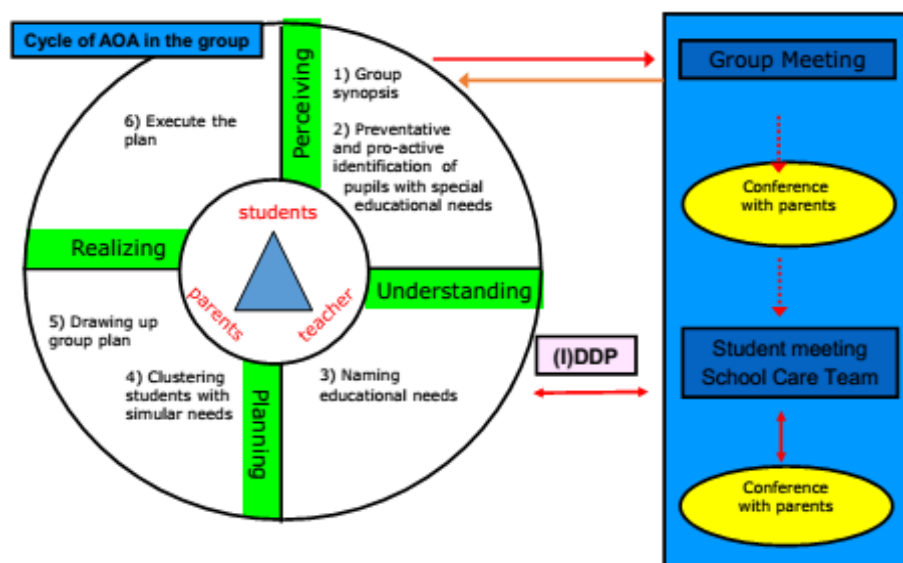 Cycle of AOA in the group
Perceiving
1) Group
synopsis
2) Preventative
and pro-active
identification of
pupils with special
educational needs
6) Execute the
plan
students
parents
teacher
Realizing
Understanding
5) Drawing up
group plan
4) Clustering
students with
simular needs
Planning
3) Naming
educational needs
(I)DDP
Group Meeting
Conference
with parents
Student meeting
School Care Team
Conference
with parents